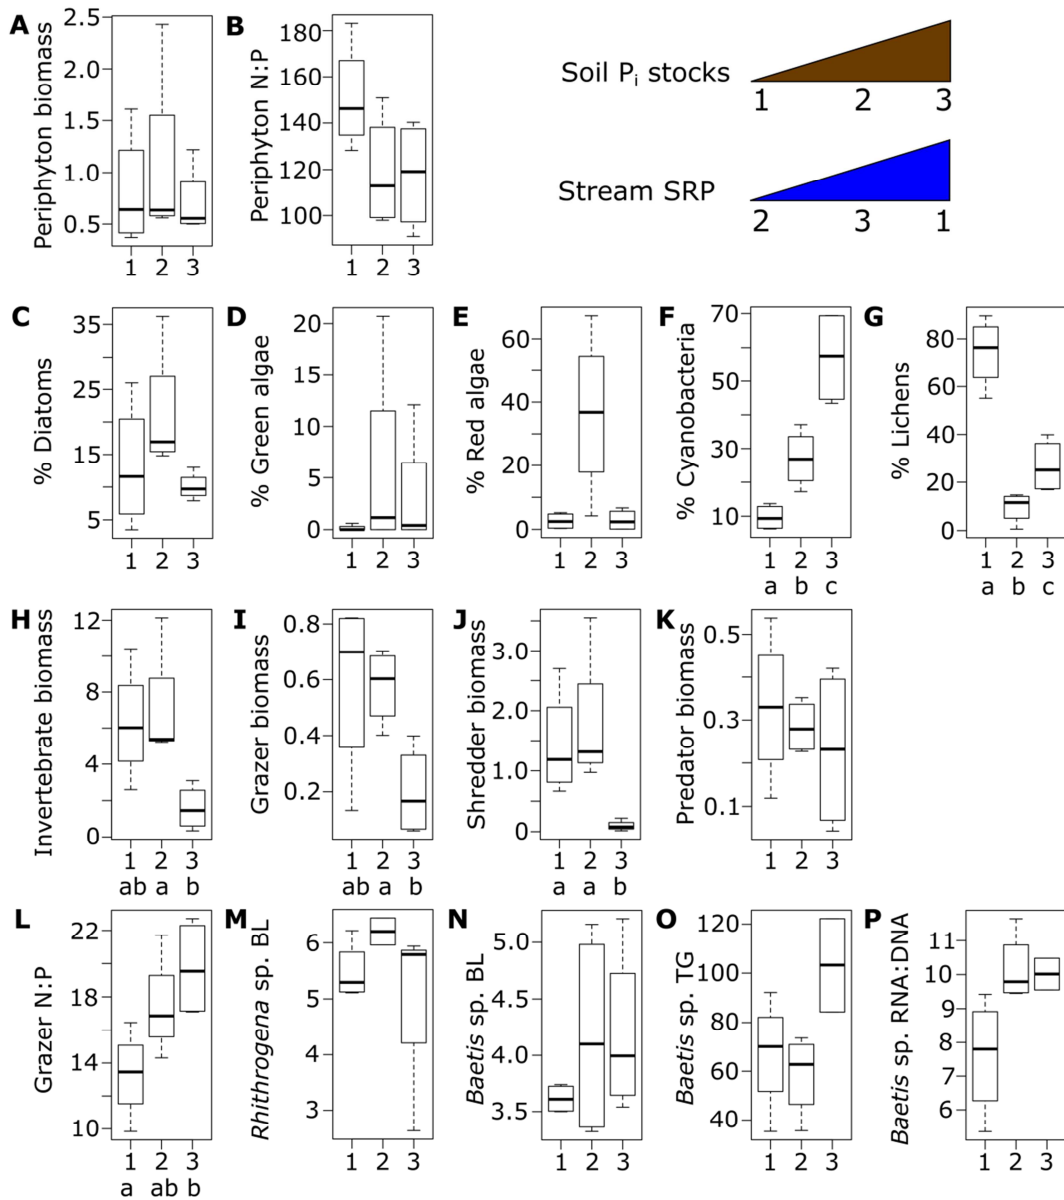 A
Periphyton biomass
2.5
2.0
1.5
1.0
0.5
1 2 3
B
Periphyton N:P
180
160
140
120
100
1 2 3
Soil Pi stocks
1 2 3
Stream SRP
2 3 1
C
% Diatoms
35
25
15
5
1 2 3
D
% Green algae
20
15
10
5
0
1 2 3
E
% Red algae
60
40
20
0
1 2 3
F
% Cyanobacteria
70
50
30
10
1 2 3
a b c
G
% Lichens
80
60
40
20
0
1 2 3
a b c
H
Invertebrate biomass
12
8
4
0
1 2 3
ab a b
I
Grazer biomass
0.8
0.6
0.4
0.2
1 2 3
ab a b
J
Shredder biomass
3.0
2.0
1.0
0
1 2 3
a a b
K
Predator biomass
0.5
0.3
0.1
1 2 3
L
Grazer N:P
22
19
16
13
10
1 2 3
a ab b
M
Rhithrogena sp. BL
6
5
4
3
1 2 3
N
Baetis sp. BL
5.0
4.5
4.0
3.5
1 2 3
O
Baetis sp. TG
120
100
80
60
40
1 2 3
P
Baetis sp. RNA:DNA
11
10
9
8
7
6
1 2 3